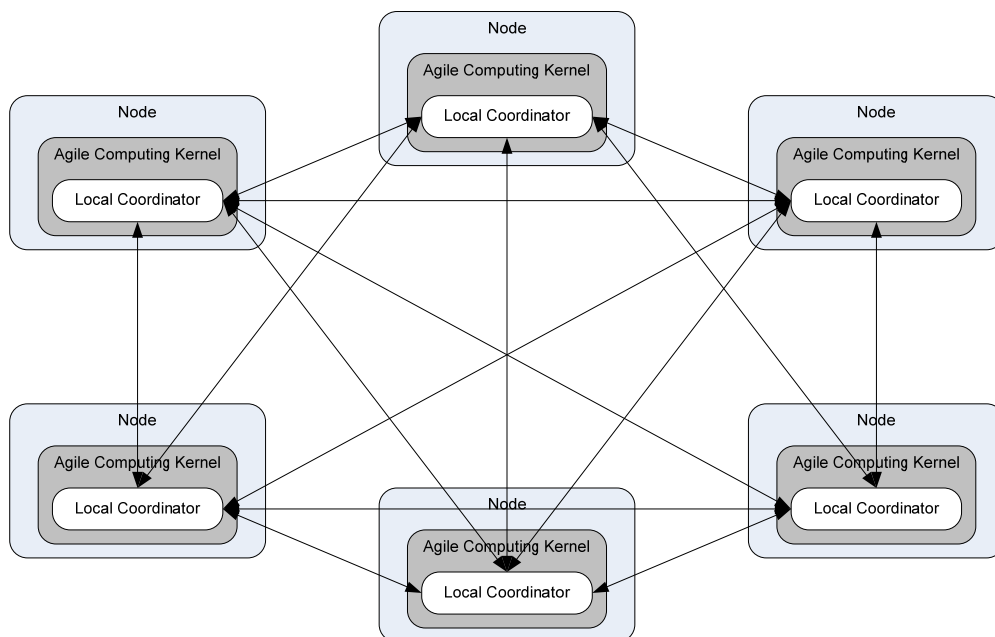 Node
Agile Computing Kernel
Local Coordinator
Node
Agile Computing Kernel
Local Coordinator
Node
Agile Computing Kernel
Local Coordinator
Node
Agile Computing Kernel
Local Coordinator
Node
Agile Computing Kernel
Local Coordinator
Node
Agile Computing Kernel
Local Coordinator